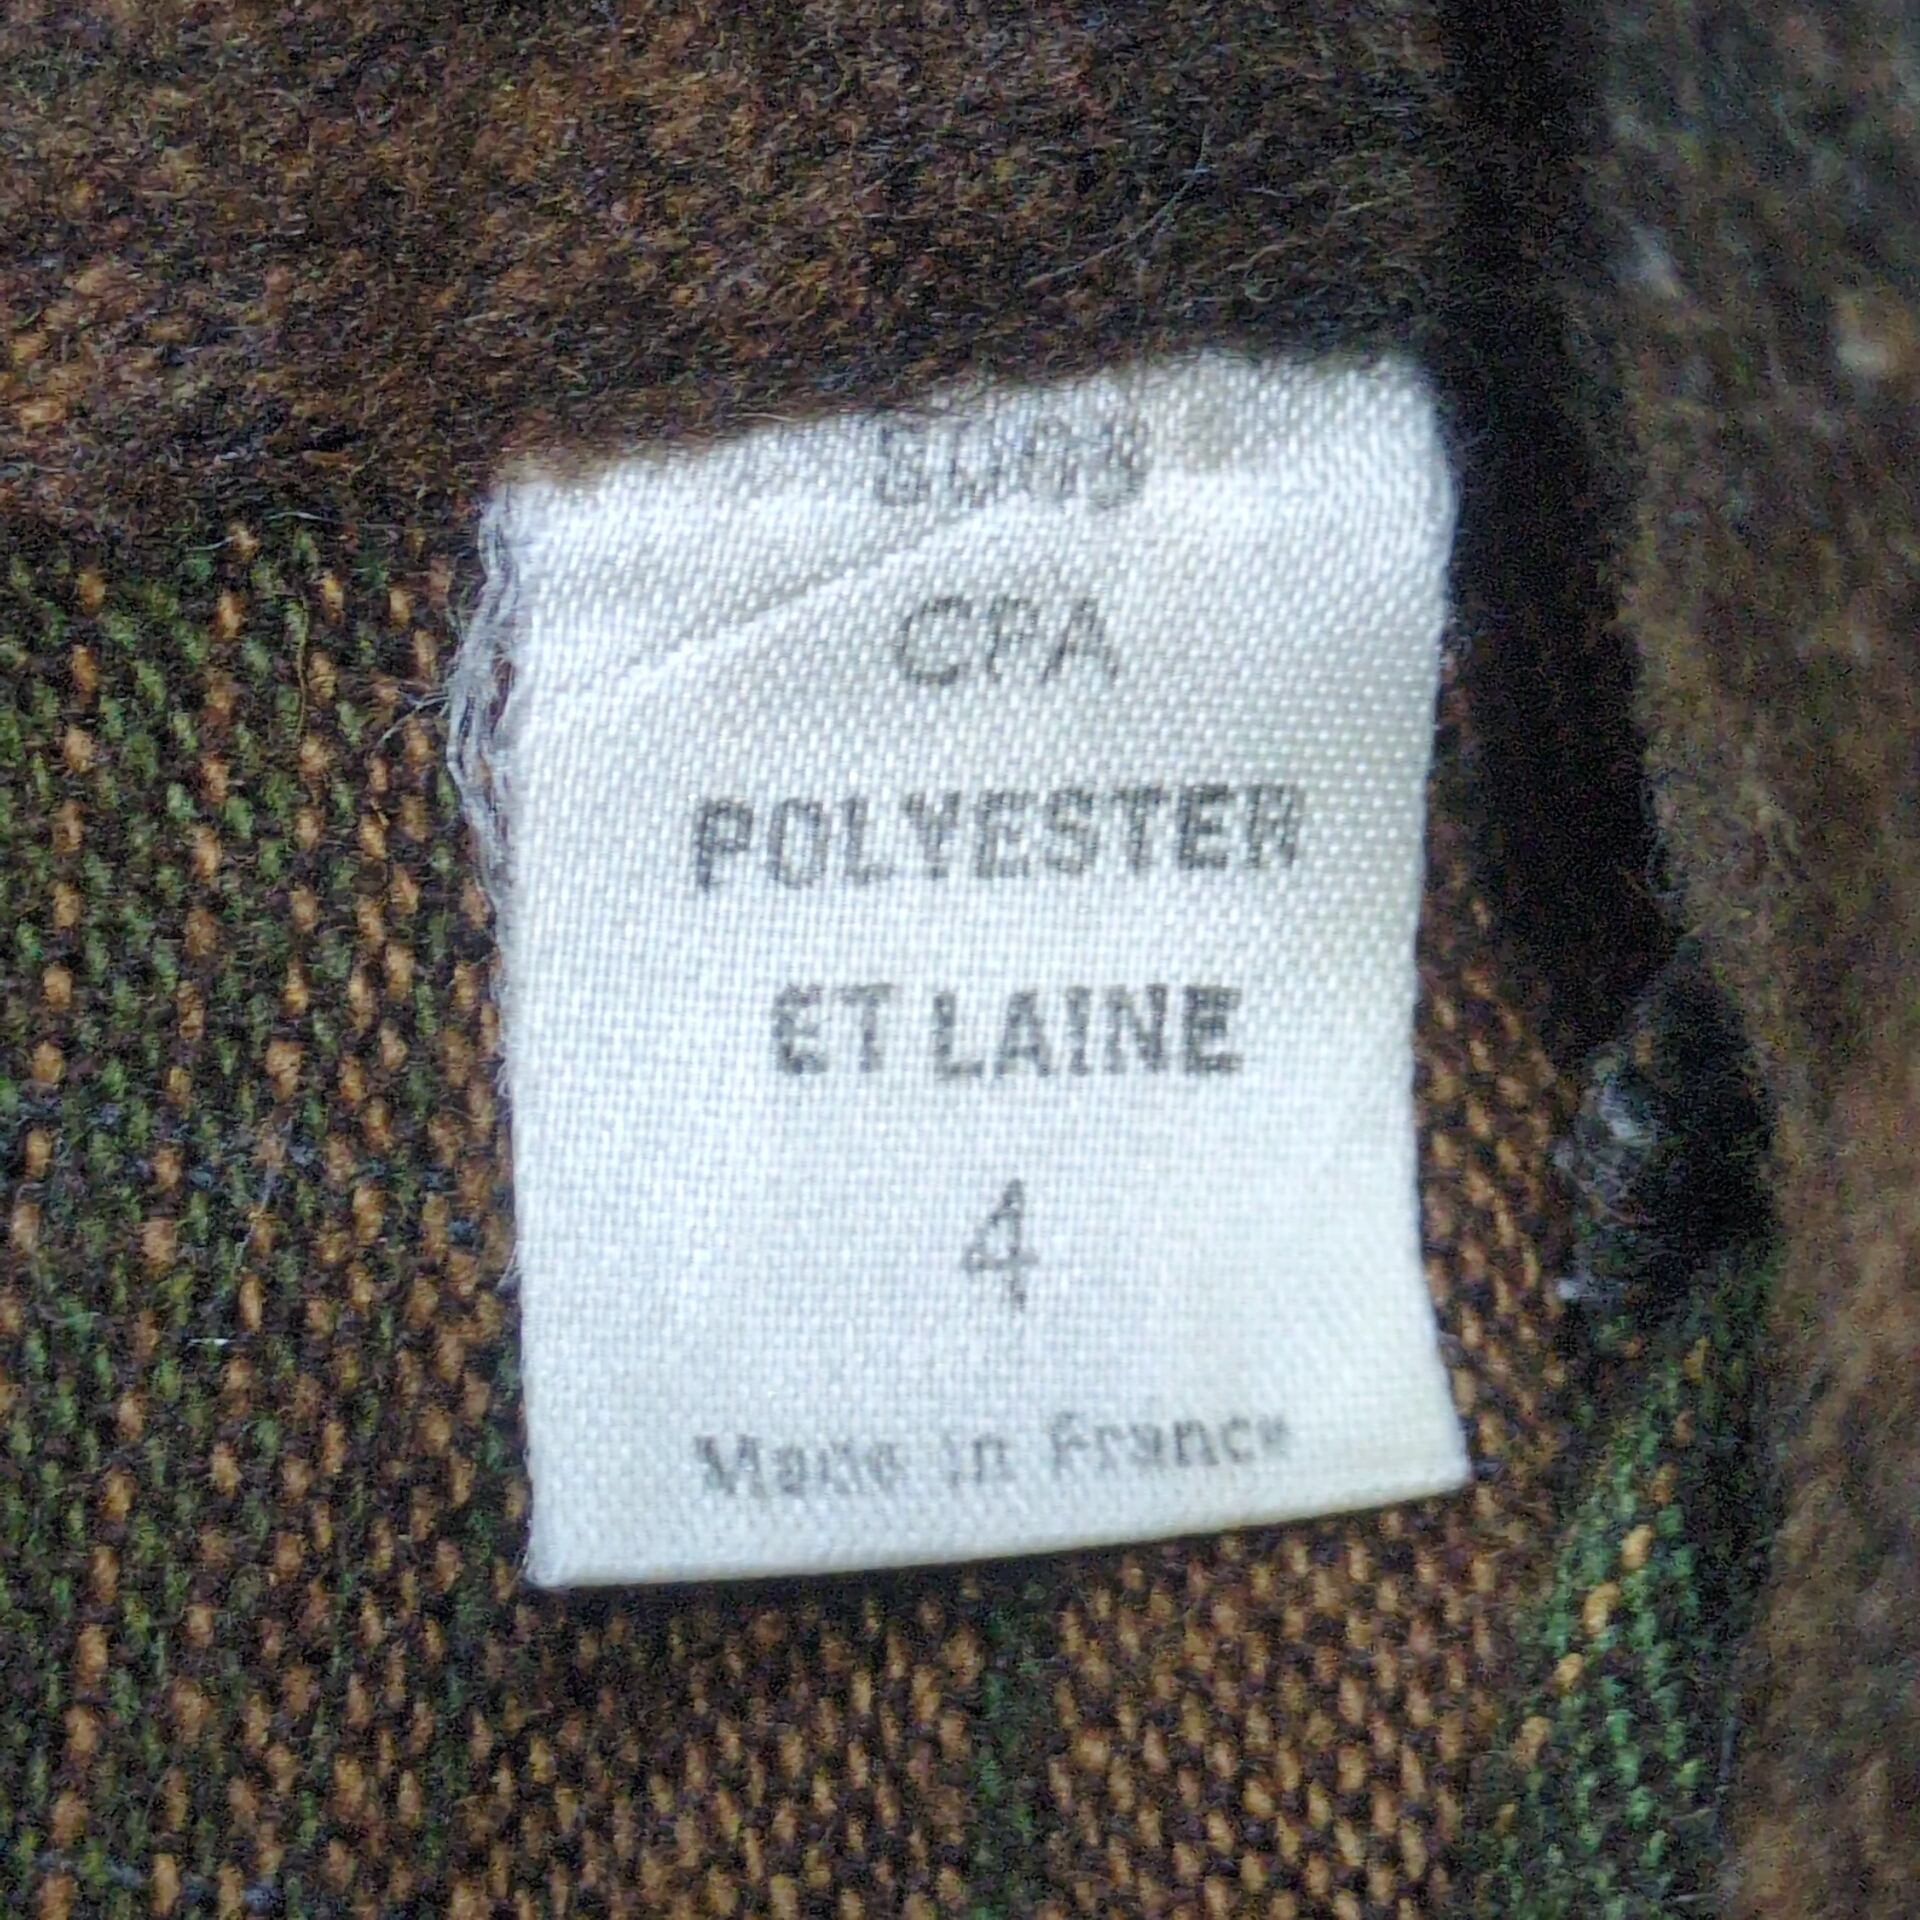 CPA
POLYESTER
ET LAINE
4
Made in France